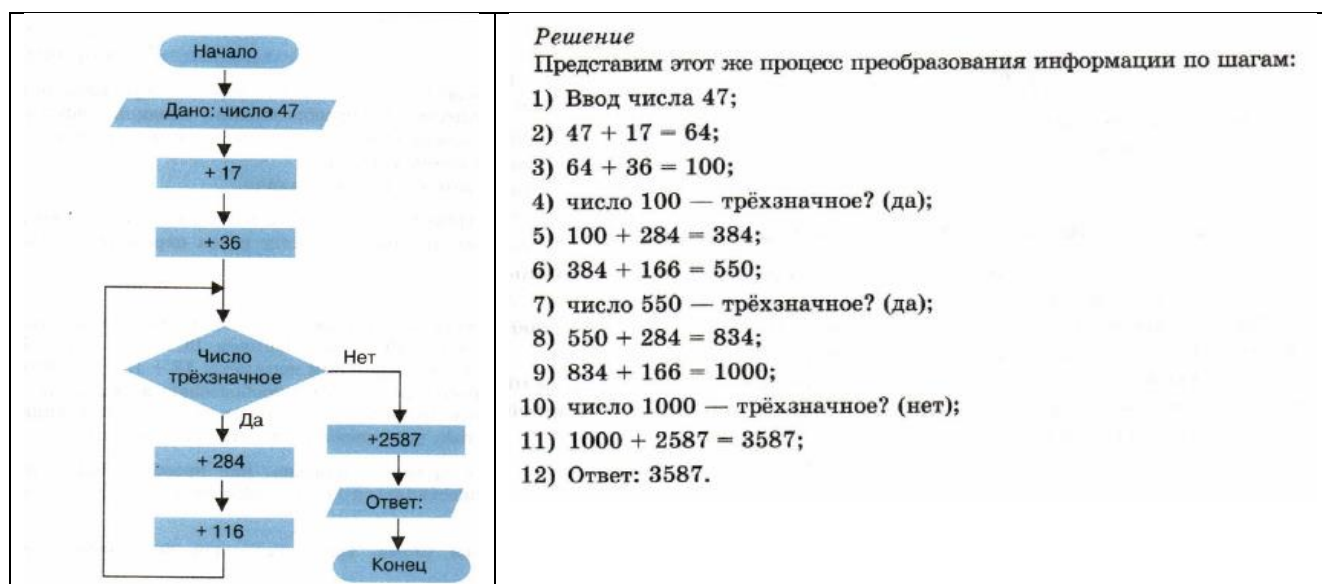 Начало
Дано: число 47
+ 17
+ 36
Число
трёхзначное
Нет
Да
+ 284
+ 116
+2587
Ответ:
Конец
Решение
Представим этот же процесс преобразования информации по шагам:
1) Ввод числа 47;
2) 47 + 17 = 64;
3) 64 + 36 = 100;
4) число 100 — трёхзначное? (да);
5) 100 + 284 = 384;
6) 384 + 166 = 550;
7) число 550 — трёхзначное? (да);
8) 550 + 284 = 834;
9) 834 + 166 = 1000;
10) число 1000 — трёхзначное? (нет);
11) 1000 + 2587 = 3587;
12) Ответ: 3587.